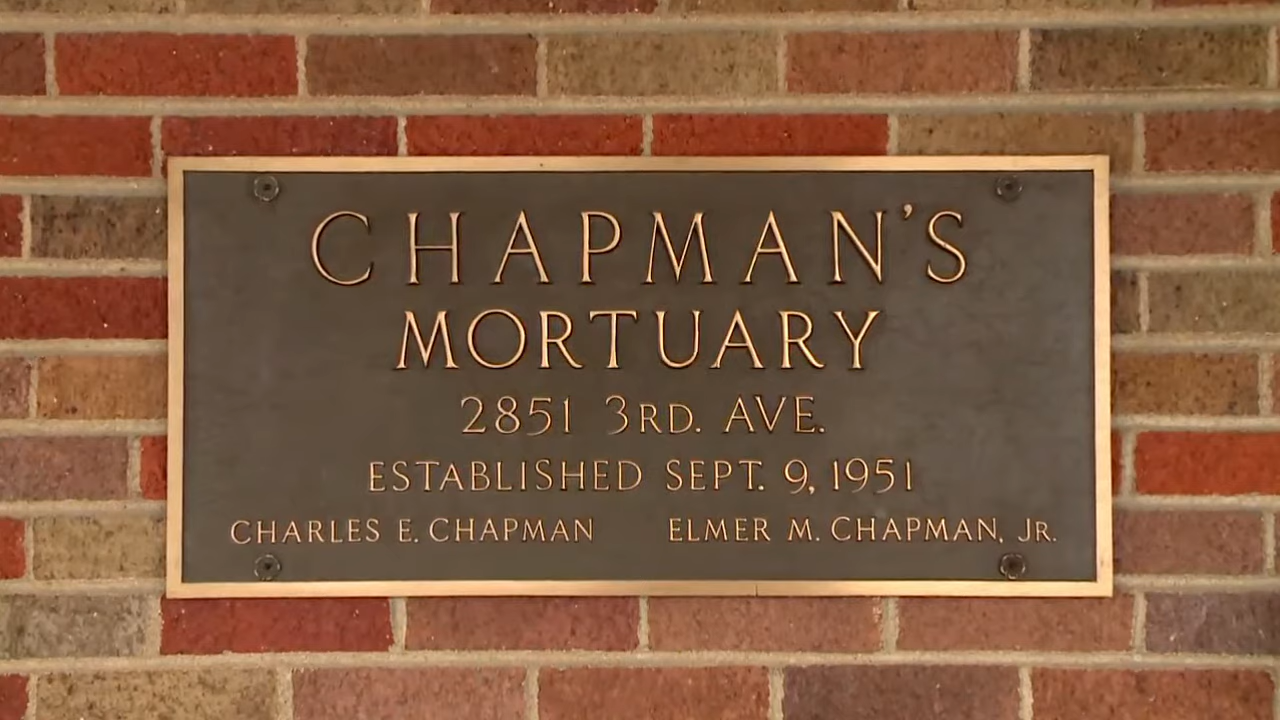 CHAPMAN'S
MORTUARY
2851 3RD. AVE.
ESTABLISHED SEPT. 9, 1951
CHARLES E. CHAPMAN ELMER M. CHAPMAN, JR.